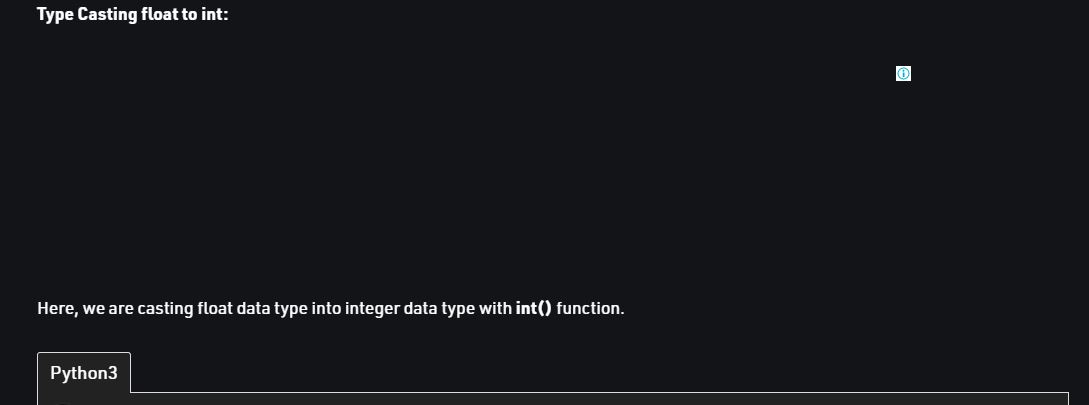 Type Casting float to int:
Here, we are casting float data type into integer data type with int() function.
Python3